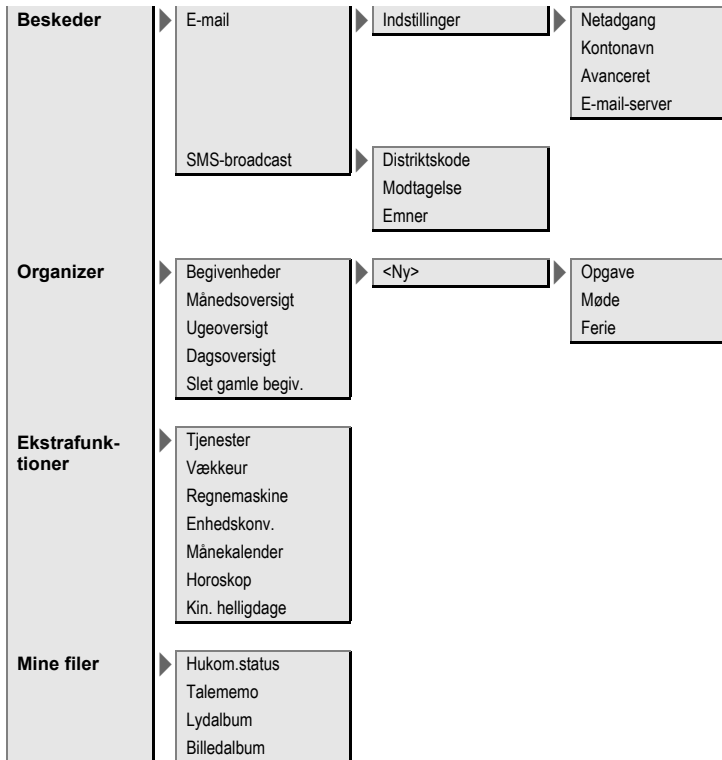 Beskeder
E-mail
Indstillinger
Netadgang
Kontonavn
Avanceret
E-mail-server
SMS-broadcast
Distriktskode
Modtagelse
Emner
Organizer
Begivenheder
Månedsoversigt
Ugeoversigt
Dagsoversigt
Slet gamle begiv.
<Ny>
Opgave
Møde
Ferie
Ekstrafunk-
tioner
Tjenester
Vækkeur
Regnemaskine
Enhedskonv.
Månekalender
Horoskop
Kin. helligdage
Mine filer
Hukom.status
Talememo
Lydalbum
Billedalbum